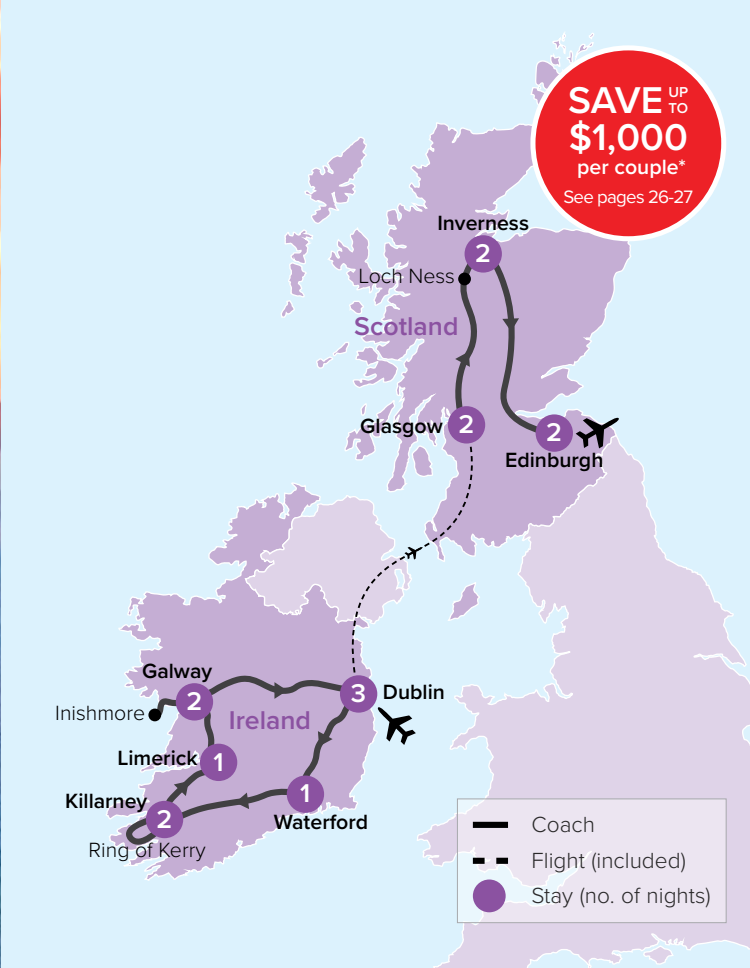 SAVE UP TO
$1,000
per couple*
See pages 26-27
Inverness
2
Loch Ness
Scotland
Glasgow
2
2
Edinburgh
Galway
2
3
Dublin
Inishmore
Ireland
Limerick
1
Killarney
2
1
Waterford
Ring of Kerry
Coach
Flight (included)
Stay (no. of nights)